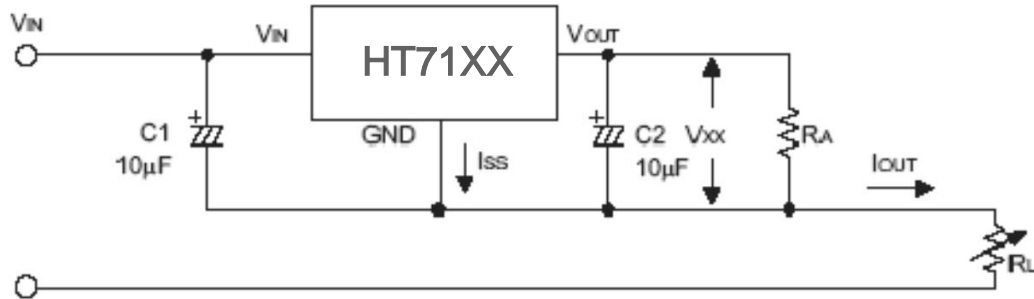 VIN
VIN
HT71XX
VOUT
GND
C1
10μF
ISS
C2
10μF
VXX
RA
IOUT
RL